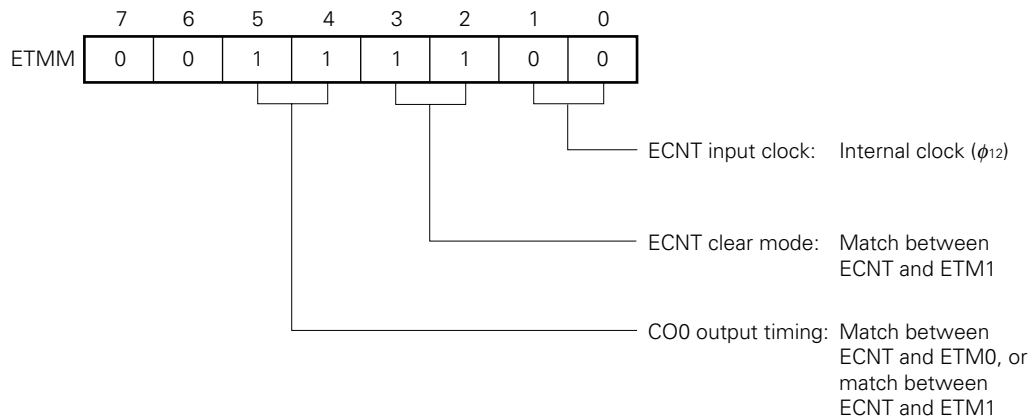 7 6 5 4 3 2 1 0
ETMM 0 0 1 1 1 1 0 0
ECNT input clock: Internal clock (ϕ12)
ECNT clear mode: Match between
ECNT and ETM1
CO0 output timing: Match between
ECNT and ETM0, or
match between
ECNT and ETM1